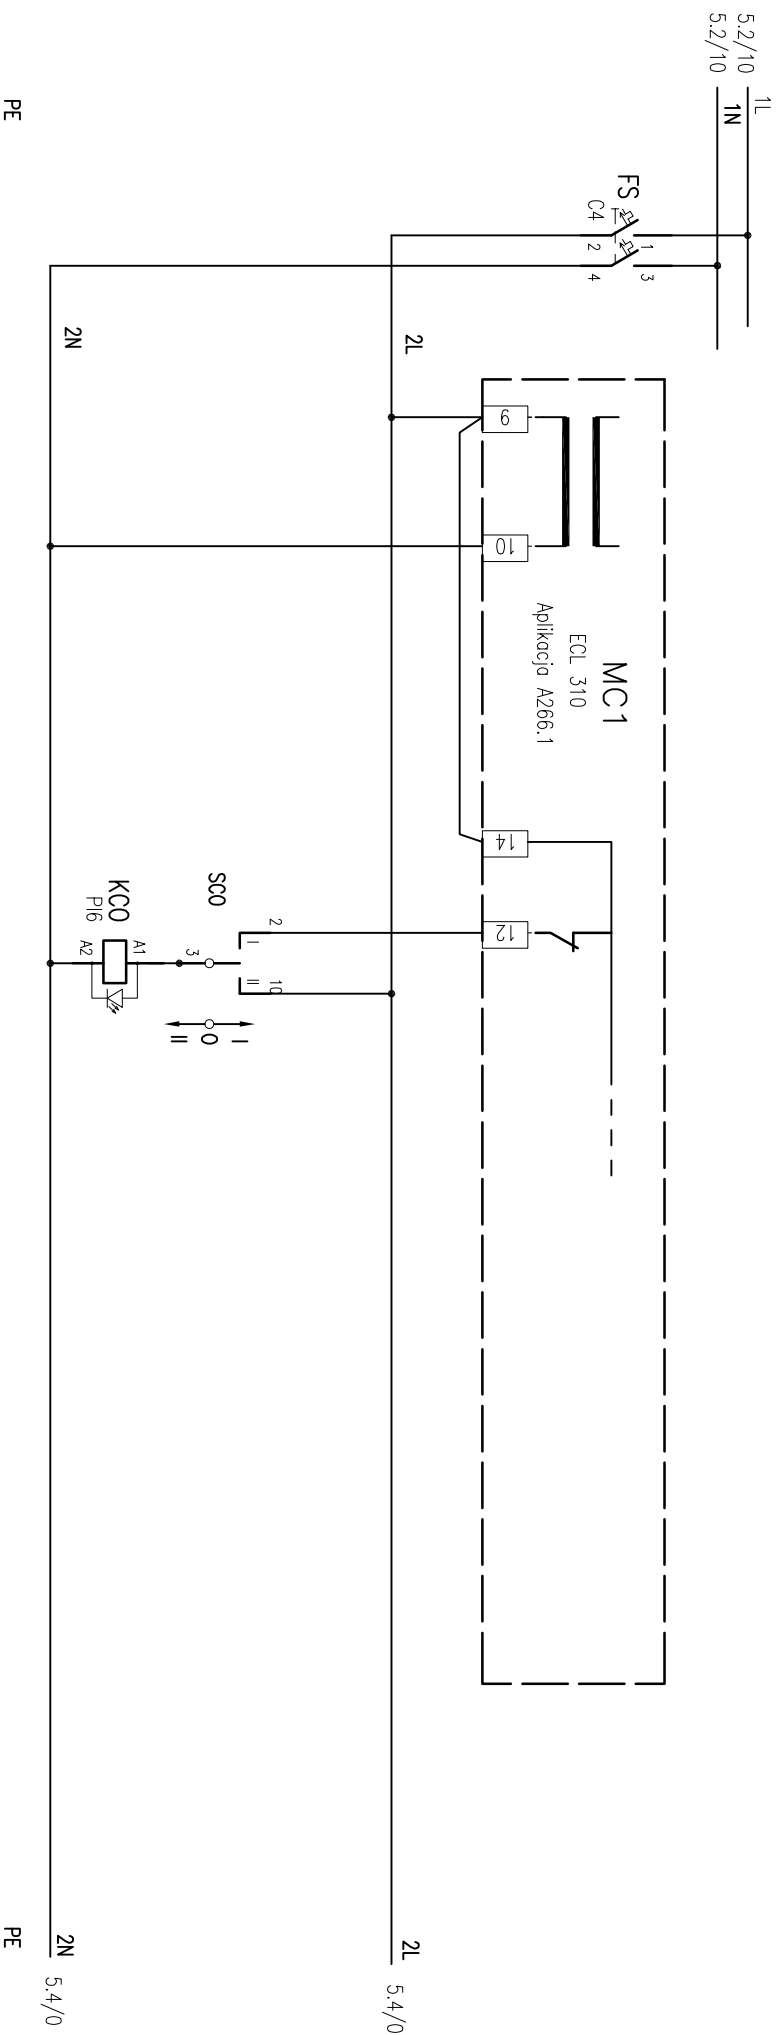 1L
5.2/10
1N
5.2/10
FS
C4
1
2
3
4
2L
2N
PE
9
10
MC1
ECL 310
Aplikacja A266.1
14
12
SCO
2
I
II
10
3
KCO
PI6
A1
A2
I
O
II
2L
5.4/0
2N
5.4/0
PE